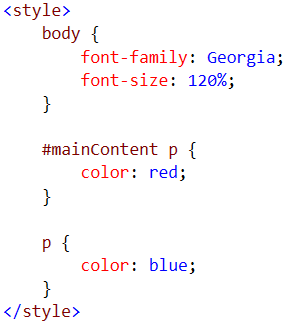 <style>
    body {
        font-family: Georgia;
        font-size: 120%;
    }

    #mainContent p {
        color: red;
    }

    p {
        color: blue;
    }
</style>